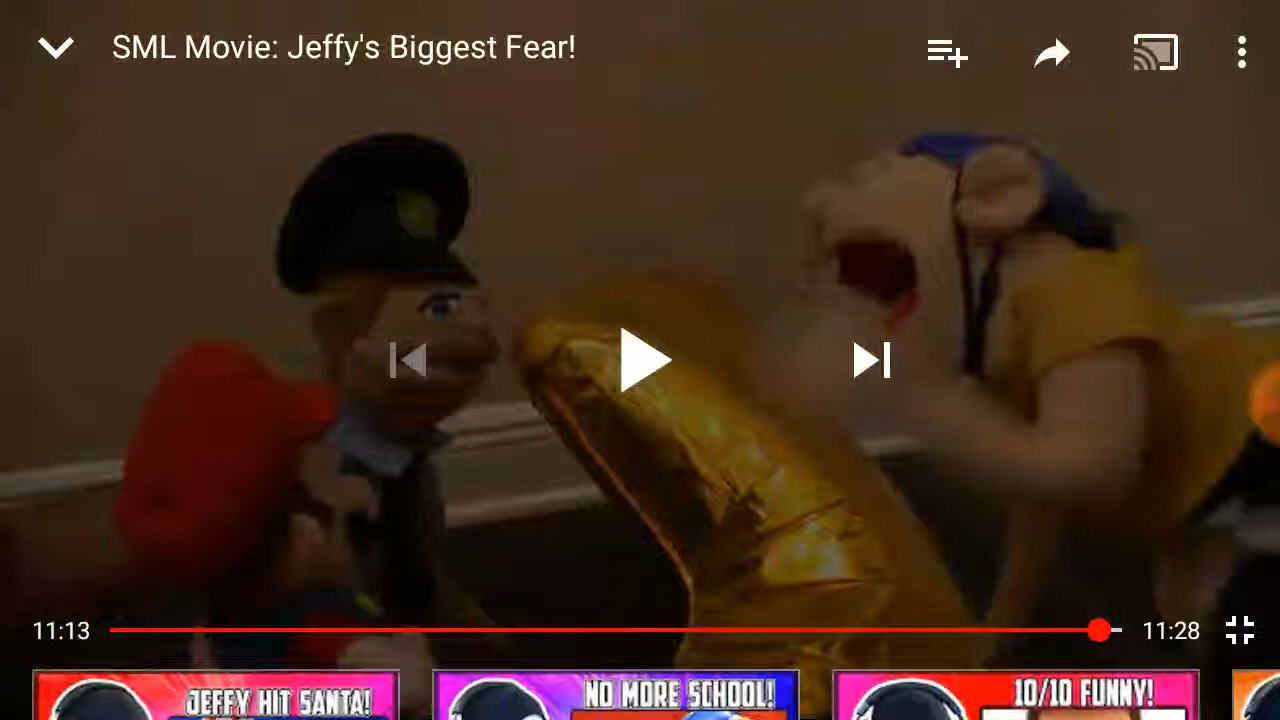 SML Movie: Jeffy's Biggest Fear!
11:13
11:28
JEFFY HIT SANTA!
NO MORE SCHOOL!
10/10 FUNNY!